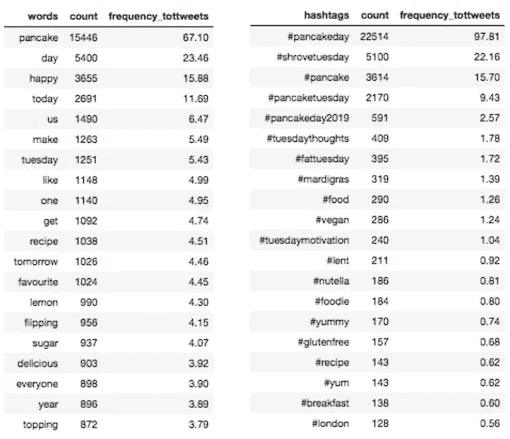 words count frequency_tottweets
pancake 15446 67.10
day 5400 23.46
happy 3655 15.88
today 2691 11.69
us 1490 6.47
make 1263 5.49
tuesday 1251 5.43
like 1148 4.99
one 1140 4.95
get 1092 4.74
recipe 1038 4.51
tomorrow 1026 4.46
favourite 1024 4.45
lemon 990 4.30
flipping 956 4.15
sugar 937 4.07
delicious 903 3.92
everyone 898 3.90
year 896 3.89
topping 872 3.79
hashtags count frequency_tottweets
#pancakeday 22514 97.81
#shrovetuesday 5100 22.16
#pancake 3614 15.70
#pancaketuesday 2170 9.43
#pancakeday2019 591 2.57
#tuesdaythoughts 409 1.78
#fattuesday 395 1.72
#mardigras 319 1.39
#food 290 1.26
#vegan 286 1.24
#tuesdaymotivation 240 1.04
#lent 211 0.92
#nutella 186 0.81
#foodie 184 0.80
#yummy 170 0.74
#glutenfree 157 0.68
#recipe 143 0.62
#yum 143 0.62
#breakfast 138 0.60
#london 128 0.56